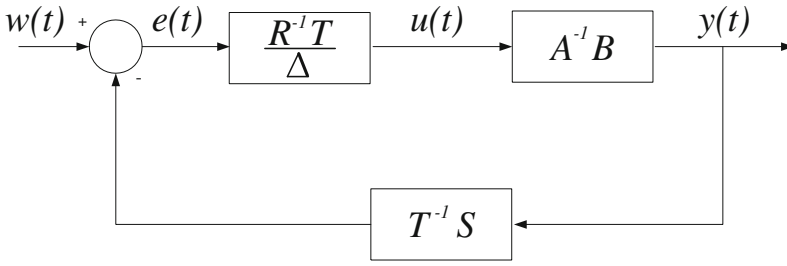 w(t) + e(t) R⁻¹T u(t) A⁻¹B y(t)
Δ
-
T⁻¹S